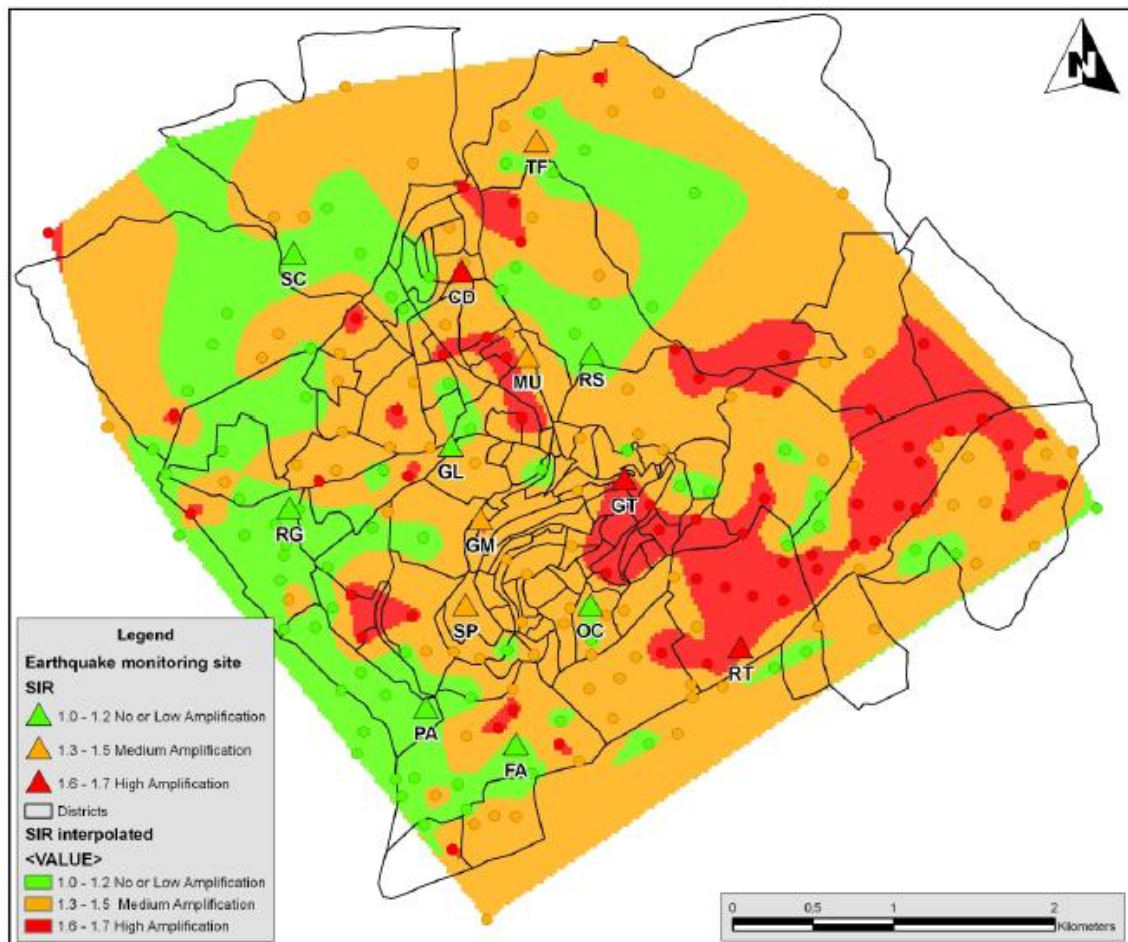 N
TF
SC
CD
MU
RS
GL
GT
RG
GM
SP
OC
RT
PA
FA
Legend
Earthquake monitoring site
SIR
1.0 - 1.2 No or Low Amplification
1.3 - 1.5 Medium Amplification
1.6 - 1.7 High Amplification
Districts
SIR interpolated
<VALUE>
1.0 - 1.2 No or Low Amplification
1.3 - 1.5 Medium Amplification
1.6 - 1.7 High Amplification
0 0,5 1 2
Kilometers